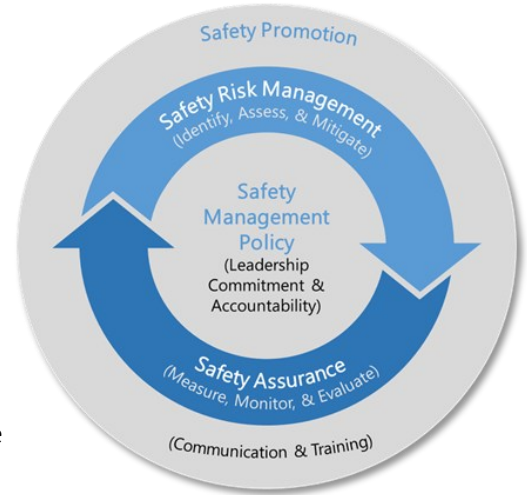 Safety Promotion
Safety Risk Management
(Identify, Assess, & Mitigate)
Safety
Management
Policy
(Leadership
Commitment &
Accountability)
Safety Assurance
(Measure, Monitor, & Evaluate)
(Communication & Training)